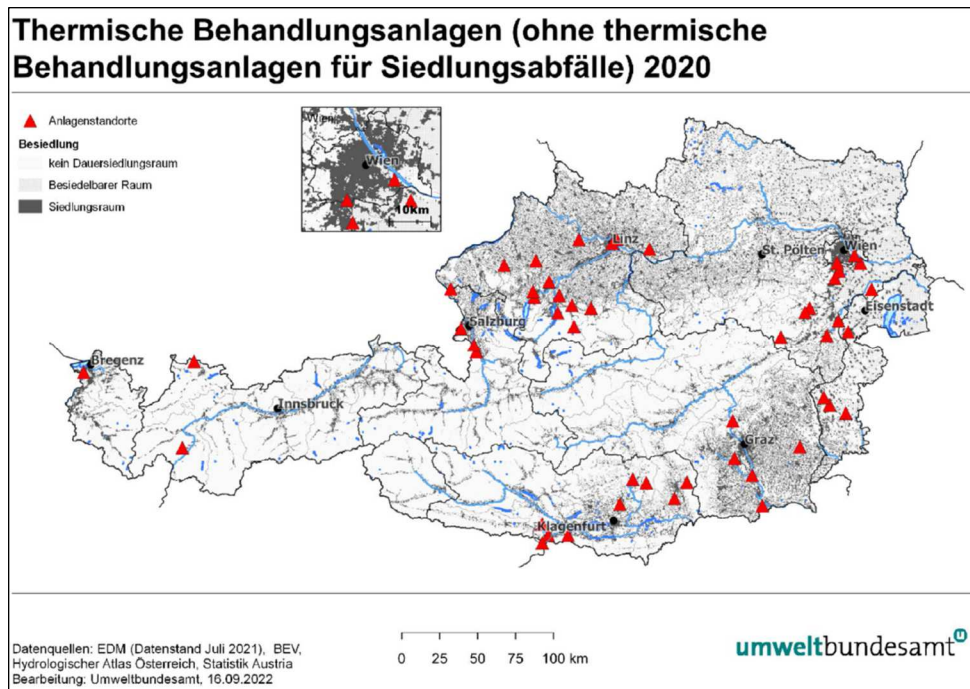 Thermische Behandlungsanlagen (ohne thermische
Behandlungsanlagen für Siedlungsabfälle) 2020
Anlagenstandorte
Besiedlung
kein Dauersiedlungsraum
Besiedelbarer Raum
Siedlungsraum
Wien
Wien
10km
Linz
St. Pölten
Wien
Eisenstadt
Salzburg
Bregenz
Innsbruck
Graz
Klagenfurt
Datenquellen: EDM (Datenstand Juli 2021), BEV,
Hydrologischer Atlas Österreich, Statistik Austria
Bearbeitung: Umweltbundesamt, 16.09.2022
0 25 50 75 100 km
umweltbundesamt